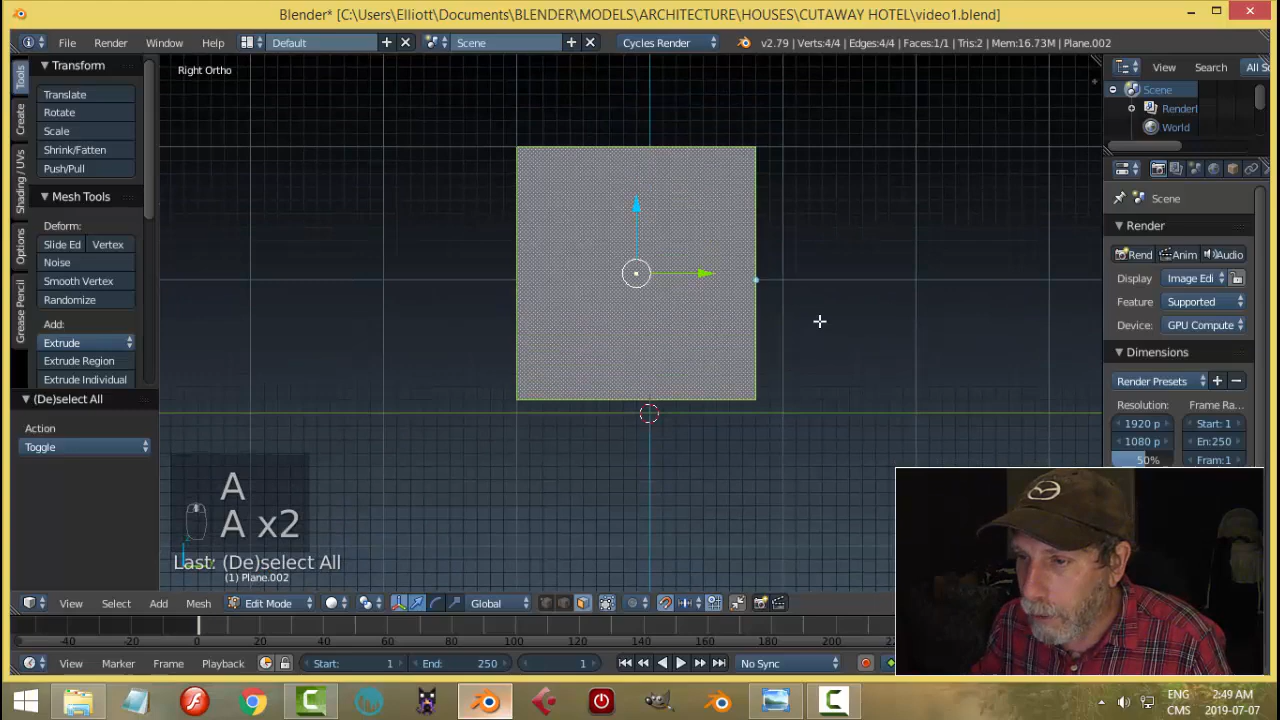 Blender* [C:\Users\Elliott\Documents\BLENDER\MODELS\ARCHITECTURE\HOUSES\CUTAWAY HOTEL\video1.blend]
File Render Window Help Default Scene Cycles Render v2.79 | Verts:4/4 | Edges:4/4 | Faces:1/1 | Tris:2 | Mem:16.73M | Plane.002
Tools
Create
Shading / UVs
Options
Grease Pencil
Transform
Translate
Rotate
Scale
Shrink/Fatten
Push/Pull
Mesh Tools
Deform:
Slide Ed Vertex
Noise
Smooth Vertex
Randomize
Add:
Extrude
Extrude Region
Extrude Individual
(De)select All
Action
Toggle
Right Ortho
A
A x2
Last: (De)select All
(1) Plane.002
View Search All Sc
Scene
RenderL
World
Scene
Render
Rend Anim Audio
Display Image Edi
Feature Supported
Device: GPU Compute
Dimensions
Render Presets
Resolution: Frame Ra...
1920 p Start: 1
1080 p En:250
50% Fram:1
View Select Add Mesh Edit Mode Global
-40 -20 0 20 40 60 80 100 120 140 160 180 200
View Marker Frame Playback Start: 1 End: 250 1 No Sync
ENG 2:49 AM
CMS 2019-07-07